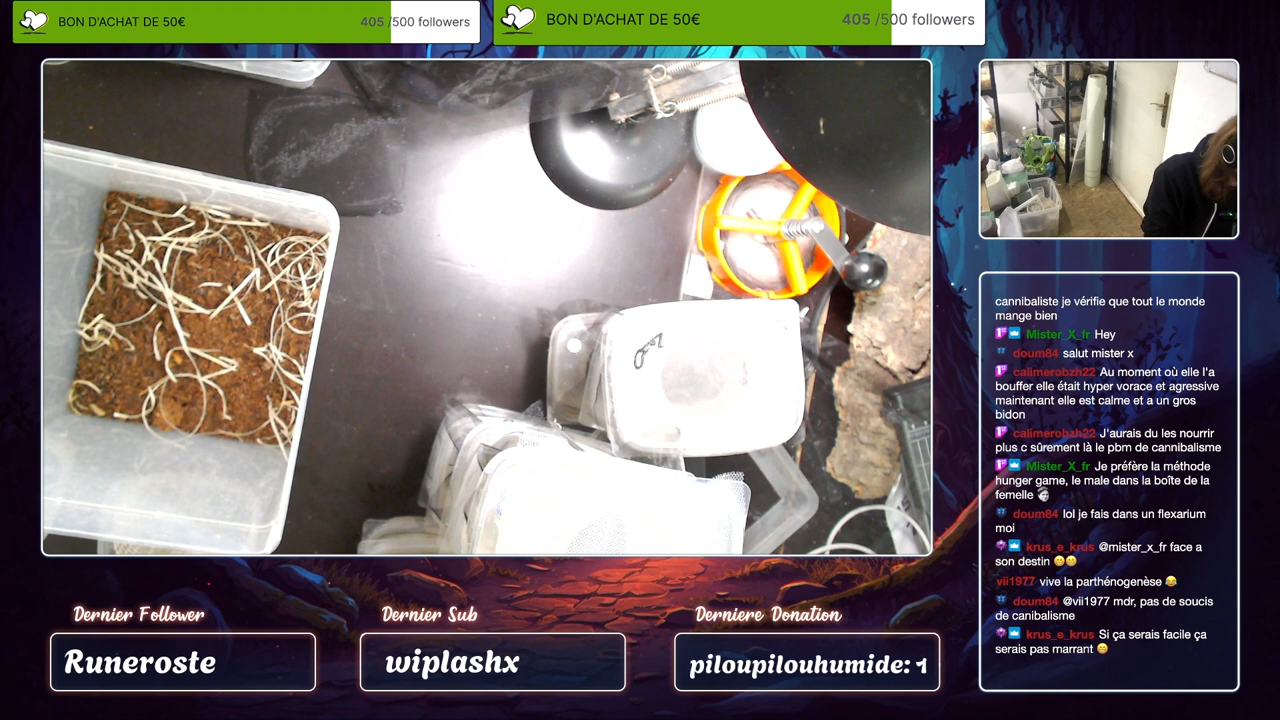 BON D'ACHAT DE 50€ 405 /500 followers
BON D'ACHAT DE 50€ 405 /500 followers
cannibaliste je vérifie que tout le monde
mange bien
Mister_X_fr Hey
doum84 salut mister x
calimerobzh22 Au moment où elle l'a
bouffer elle était hyper vorace et agressive
maintenant elle est calme et a un gros
bidon
calimerobzh22 J'aurais du les nourrir
plus c sûrement là le pbm de cannibalisme
Mister_X_fr Je préfère la méthode
hunger game, le male dans la boîte de la
femelle
doum84 lol je fais dans un flexarium
moi
krus_e_krus @mister_x_fr face a
son destin 😁😁
vii1977 vive la parthénogenèse 😂
doum84 @vii1977 mdr, pas de soucis
de canibalisme
krus_e_krus Si ça serais facile ça
serais pas marrant 😁
Dernier Follower
Runeroste
Dernier Sub
wiplashx
Derniere Donation
piloupilouhumide: 1